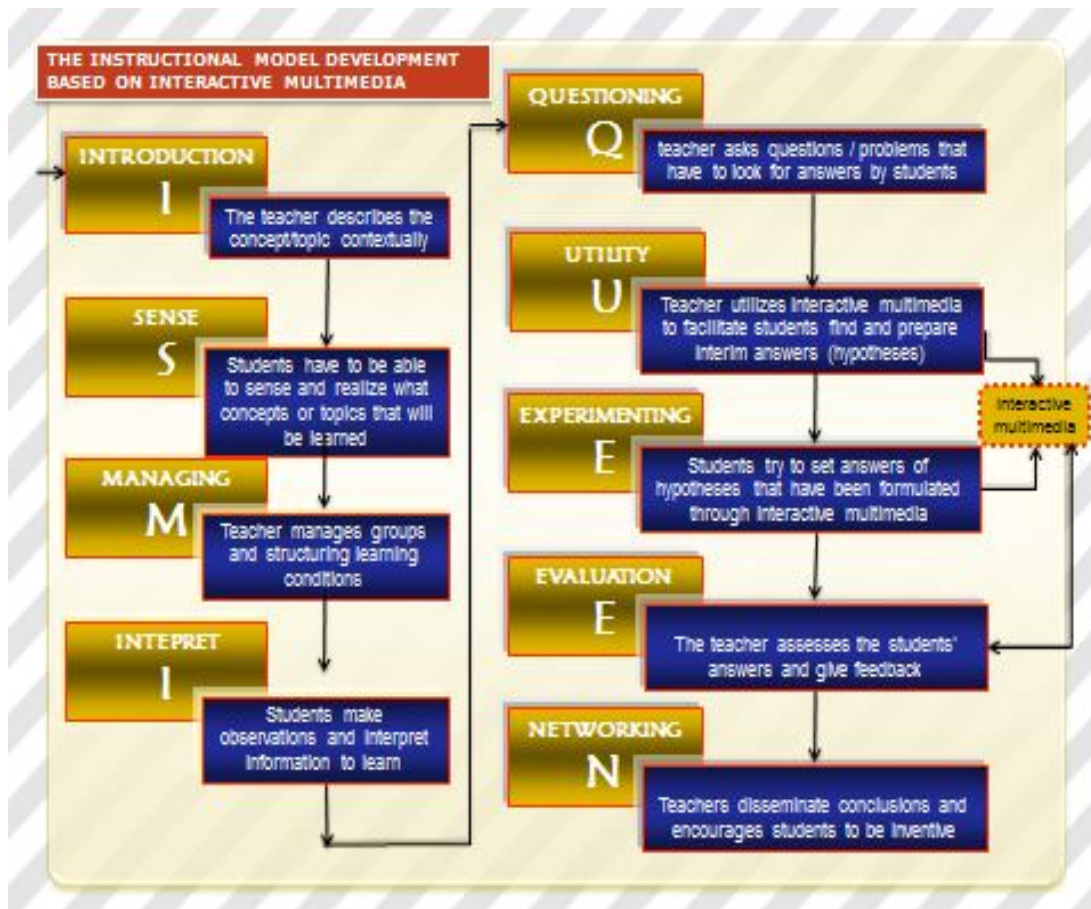 THE INSTRUCTIONAL MODEL DEVELOPMENT
BASED ON INTERACTIVE MULTIMEDIA
INTRODUCTION
I
The teacher describes the
concept/topic contextually
SENSE
S
Students have to be able
to sense and realize what
concepts or topics that will
be learned
MANAGING
M
Teacher manages groups
and structuring learning
conditions
INTEPRET
I
Students make
observations and interpret
information to learn
QUESTIONING
Q
teacher asks questions / problems that
have to look for answers by students
UTILITY
U
Teacher utilizes interactive multimedia
to facilitate students find and prepare
interim answers (hypotheses)
EXPERIMENTING
E
Students try to set answers of
hypotheses that have been formulated
through interactive multimedia
interactive
multimedia
EVALUATION
E
The teacher assesses the students'
answers and give feedback
NETWORKING
N
Teachers disseminate conclusions and
encourages students to be inventive